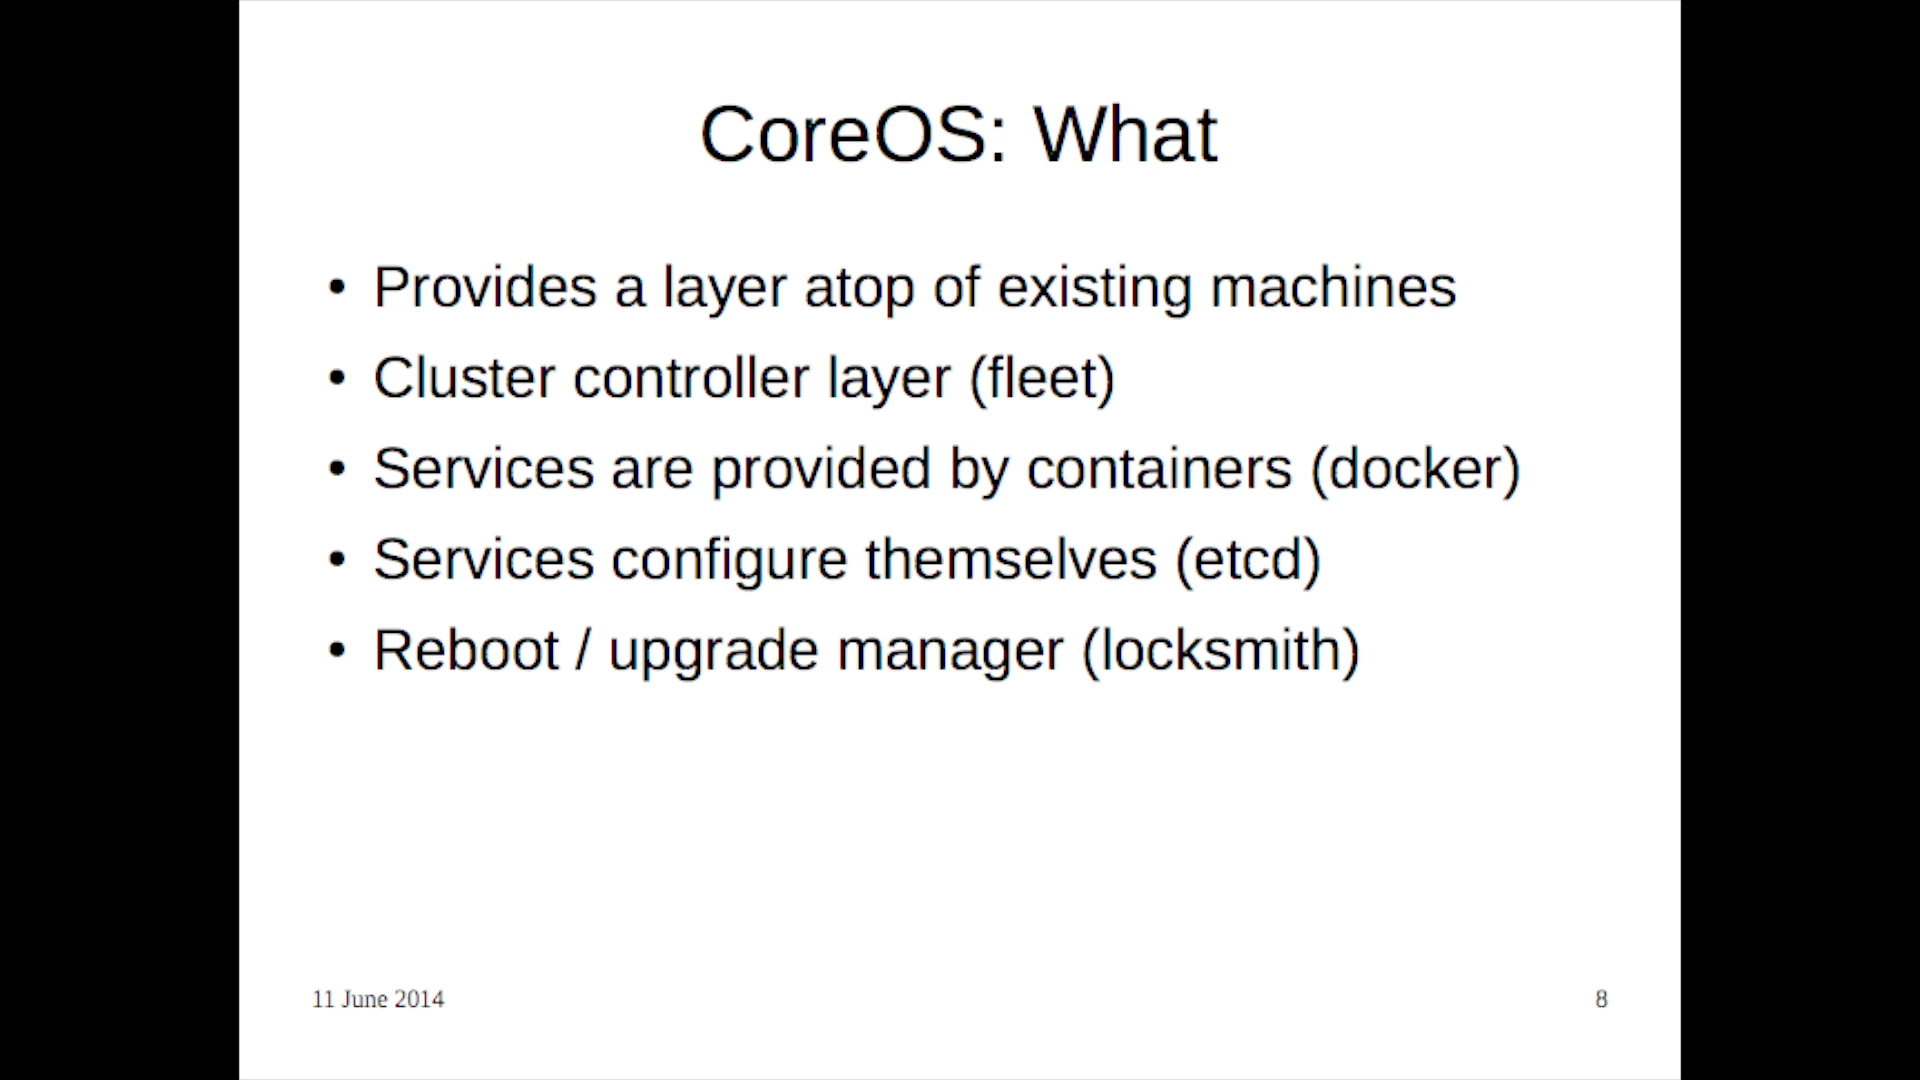 CoreOS: What
• Provides a layer atop of existing machines
• Cluster controller layer (fleet)
• Services are provided by containers (docker)
• Services configure themselves (etcd)
• Reboot / upgrade manager (locksmith)
11 June 2014
8